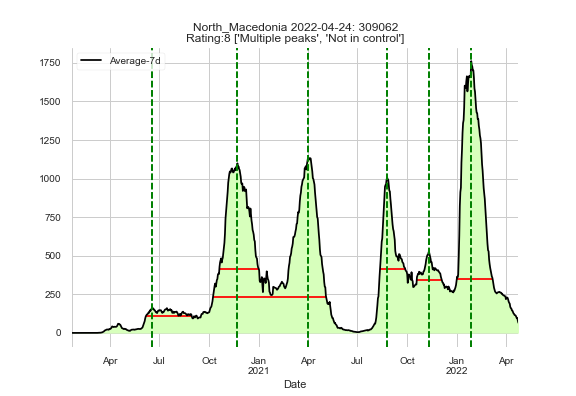 North_Macedonia 2022-04-24: 309062
Rating:8 ['Multiple peaks', 'Not in control']
Average-7d
1750
1500
1250
1000
750
500
250
0
Apr Jul Oct Jan Apr Jul Oct Jan Apr
2021 2022
Date